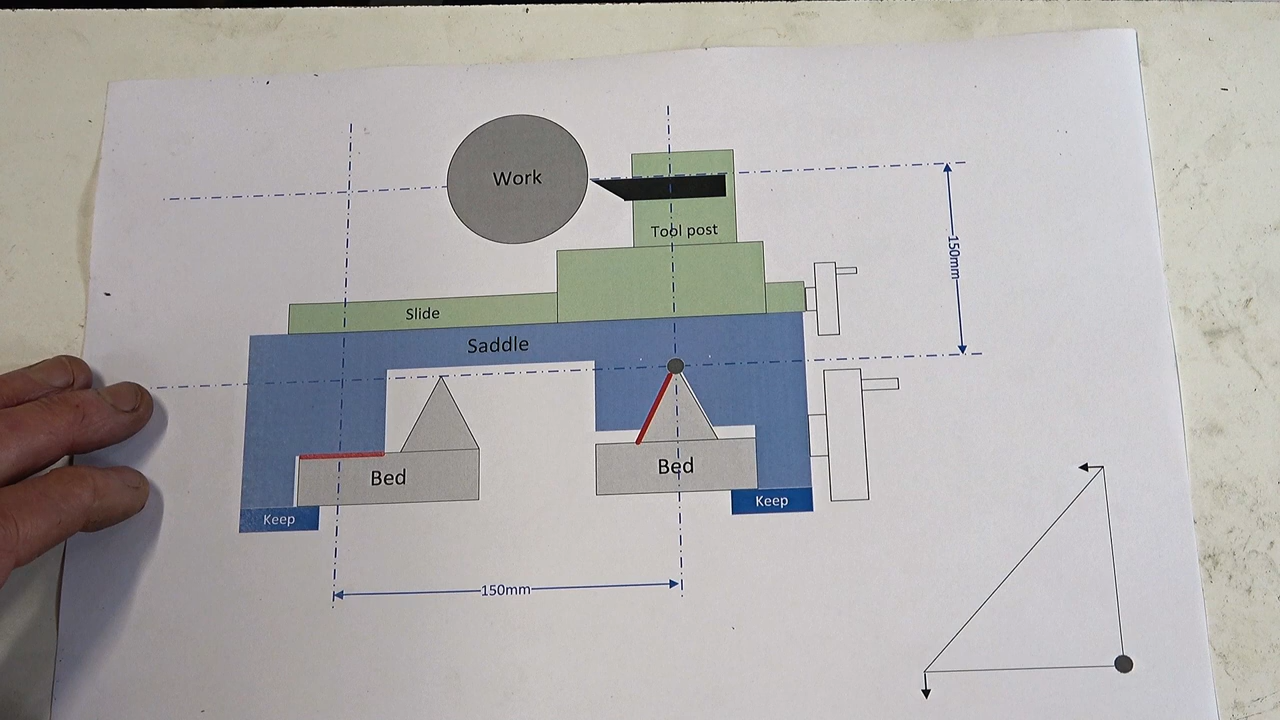 Work
Tool post
150mm
Slide
Saddle
Bed
Bed
Keep
Keep
150mm